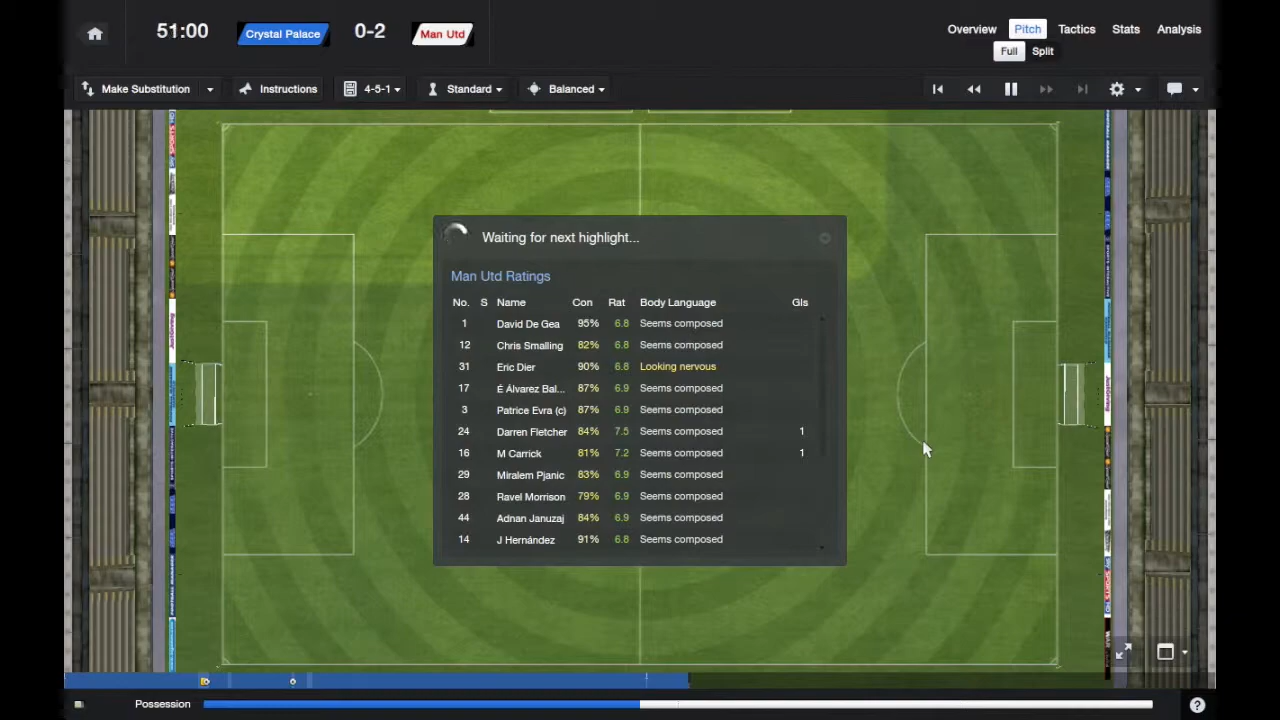 51:00 Crystal Palace 0-2 Man Utd
Overview Pitch Tactics Stats Analysis
Full Split
Make Substitution Instructions 4-5-1 Standard Balanced
Waiting for next highlight...
Man Utd Ratings
No. S Name Con Rat Body Language Gls
1 David De Gea 95% 6.8 Seems composed
12 Chris Smalling 82% 6.8 Seems composed
31 Eric Dier 90% 6.8 Looking nervous
17 É Álvarez Bal... 87% 6.9 Seems composed
3 Patrice Evra (c) 87% 6.9 Seems composed
24 Darren Fletcher 84% 7.5 Seems composed 1
16 M Carrick 81% 7.2 Seems composed 1
29 Miralem Pjanic 83% 6.9 Seems composed
28 Ravel Morrison 79% 6.9 Seems composed
44 Adnan Januzaj 84% 6.9 Seems composed
14 J Hernández 91% 6.8 Seems composed
Possession